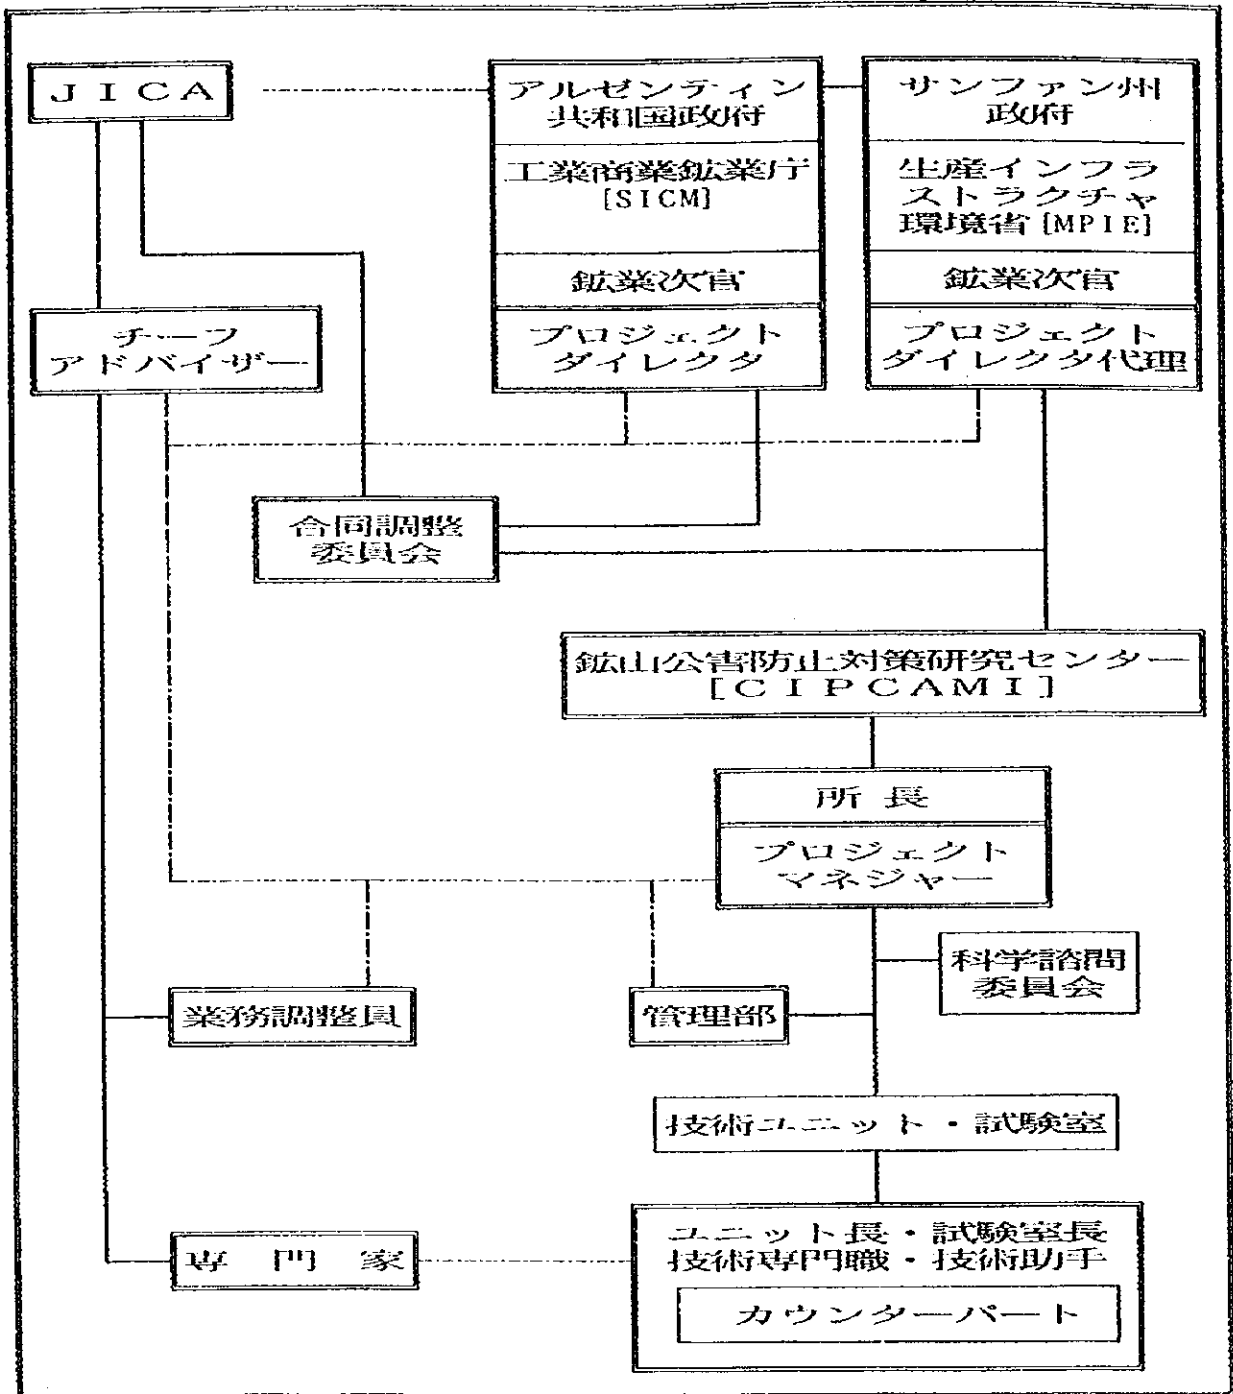 ＪＩＣＡ
アルゼンティン
共和国政府
サンファン州
政府
工業商業鉱業庁
[SICM]
生産インフラ
ストラクチャ
環境省[MPIE]
鉱業次官
鉱業次官
チーフ
アドバイザー
プロジェクト
ダイレクタ
プロジェクト
ダイレクタ代理
合同調整
委員会
鉱山公害防止対策研究センター
[ＣＩＰＣＡＭＩ]
所 長
プロジェクト
マネジャー
科学諮問
委員会
業務調整員
管理部
技術ユニット・試験室
専 門 家
ユニット長・試験室長
技術専門職・技術助手
カウンターパート